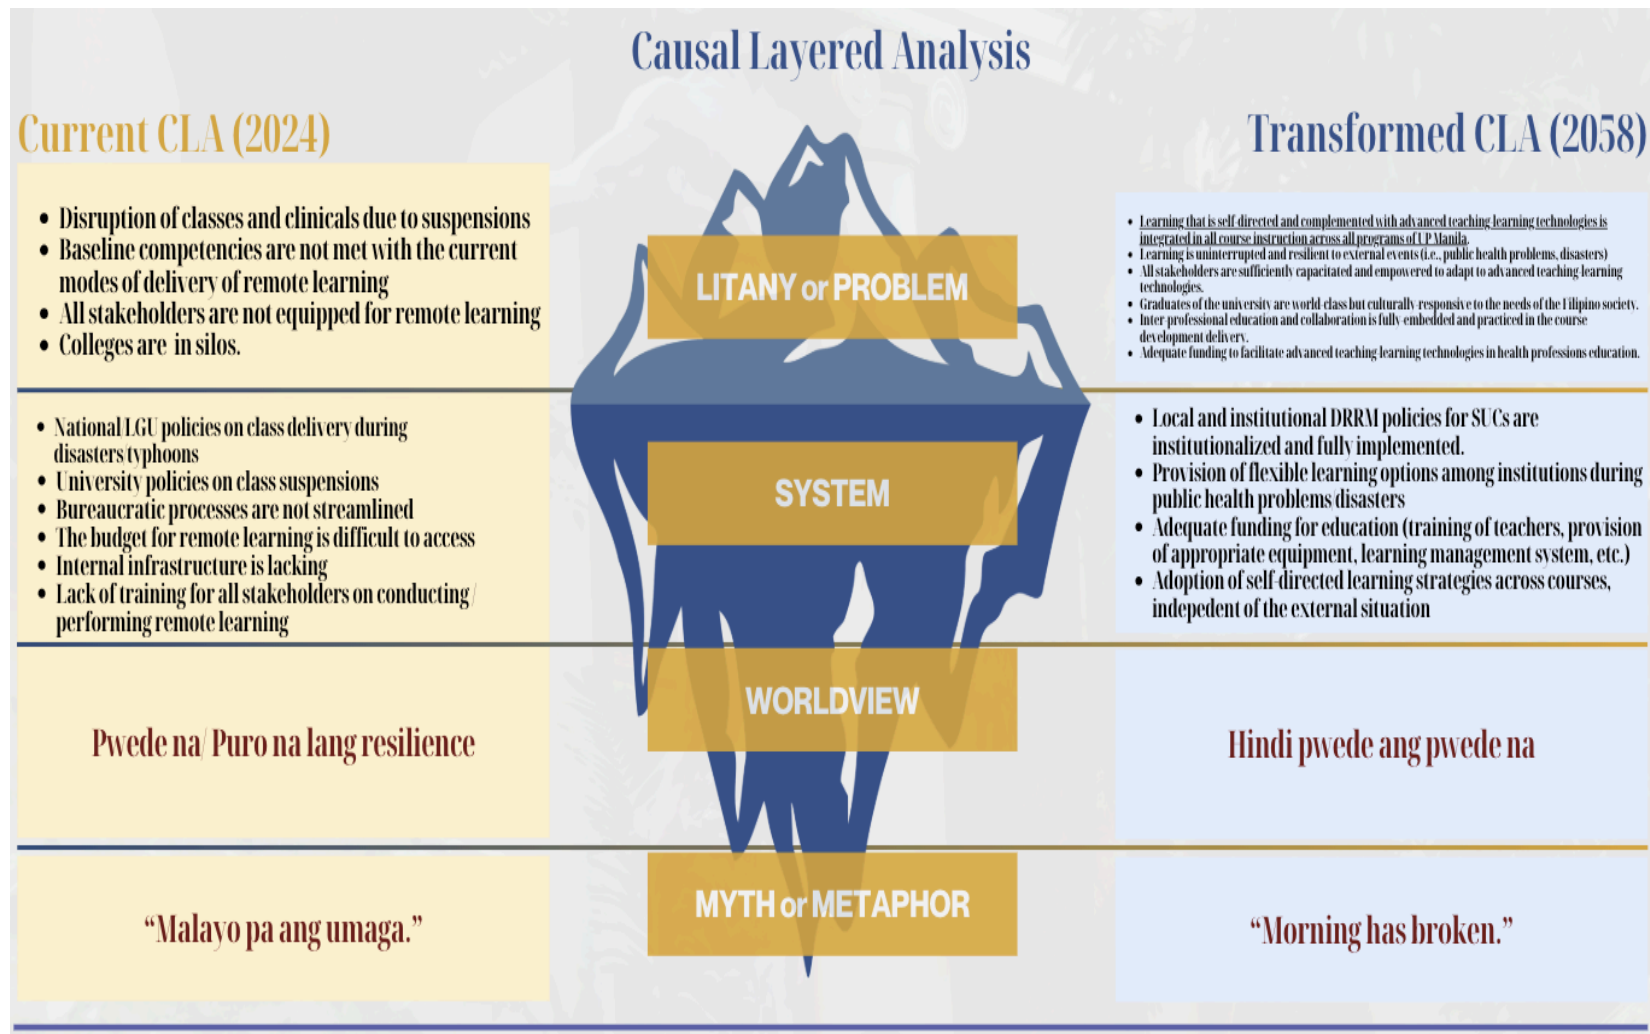 Causal Layered Analysis
Current CLA (2024)
• Disruption of classes and clinicals due to suspensions
• Baseline competencies are not met with the current
modes of delivery of remote learning
• All stakeholders are not equipped for remote learning
• Colleges are in silos.
LITANY or PROBLEM
Transformed CLA (2058)
• Learning that is self-directed and complemented with advanced teaching-learning technologies is
integrated in all course instruction across all programs of UP Manila.
• Learning is uninterrupted and resilient to external events (i.e., public health problems, disasters)
• All stakeholders are sufficiently capacitated and empowered to adapt to advanced teaching-learning
technologies.
• Graduates of the university are world-class but culturally-responsive to the needs of the Filipino society.
• Inter-professional education and collaboration is fully-embedded and practiced in the course
development delivery.
• Adequate funding to facilitate advanced teaching-learning technologies in health professions education.
• National/LGU policies on class delivery during
disasters/typhoons
• University policies on class suspensions
• Bureaucratic processes are not streamlined
• The budget for remote learning is difficult to access
• Internal infrastructure is lacking
• Lack of training for all stakeholders on conducting/
performing remote learning
SYSTEM
• Local and institutional DRRM policies for SUCs are
institutionalized and fully implemented.
• Provision of flexible learning options among institutions during
public health problems/disasters
• Adequate funding for education (training of teachers, provision
of appropriate equipment, learning management system, etc.)
• Adoption of self-directed learning strategies across courses,
indepedent of the external situation
Pwede na/ Puro na lang resilience
WORLDVIEW
Hindi pwede ang pwede na
“Malayo pa ang umaga.”
MYTH or METAPHOR
“Morning has broken.”